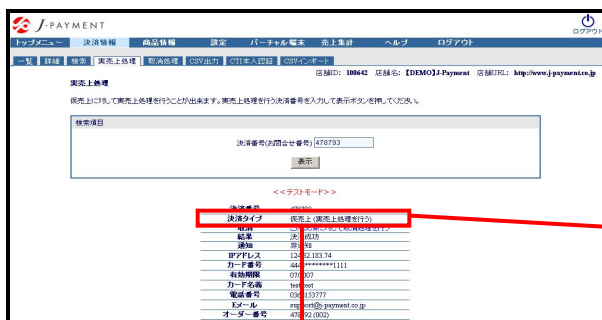 J-PAYMENT
ログアウト
トップメニュー 決済情報 商品情報 設定 バーチャル端末 売上集計 ヘルプ ログアウト
一覧 詳細 検索 実売上処理 取消処理 CSV出力 CTI本人認証 CSVインポート
店舗ID: 100642 店舗名:【DEMO】J-Payment 店舗URL: http://www.j-payment.co.jp
実売上処理
仮売上に対して実売上処理を行うことが出来ます。実売上処理を行う決済番号を入力して表示ボタンを押してください。
検索項目
決済番号(お問合せ番号) 478793
表示
<<テストモード>>
決済番号 478793
決済タイプ 仮売上(実売上処理を行う)
取消
結果
通知
IPアドレス
カード番号
有効期限
カード名義
電話番号
Eメール support@j-payment.co.jp
オーダー番号